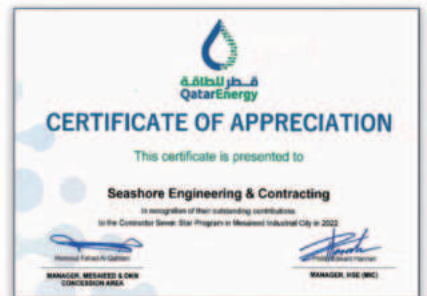 قطر للطاقة
QatarEnergy
CERTIFICATE OF APPRECIATION
This certificate is presented to
Seashore Engineering & Contracting
In recognition of their outstanding contributions
to the Contractor Seven Star Program in Mesaieed Industrial City in 2022
MANAGER, MESAIEED & DKN
CONCESSION AREA
MANAGER, HSE (MIC)